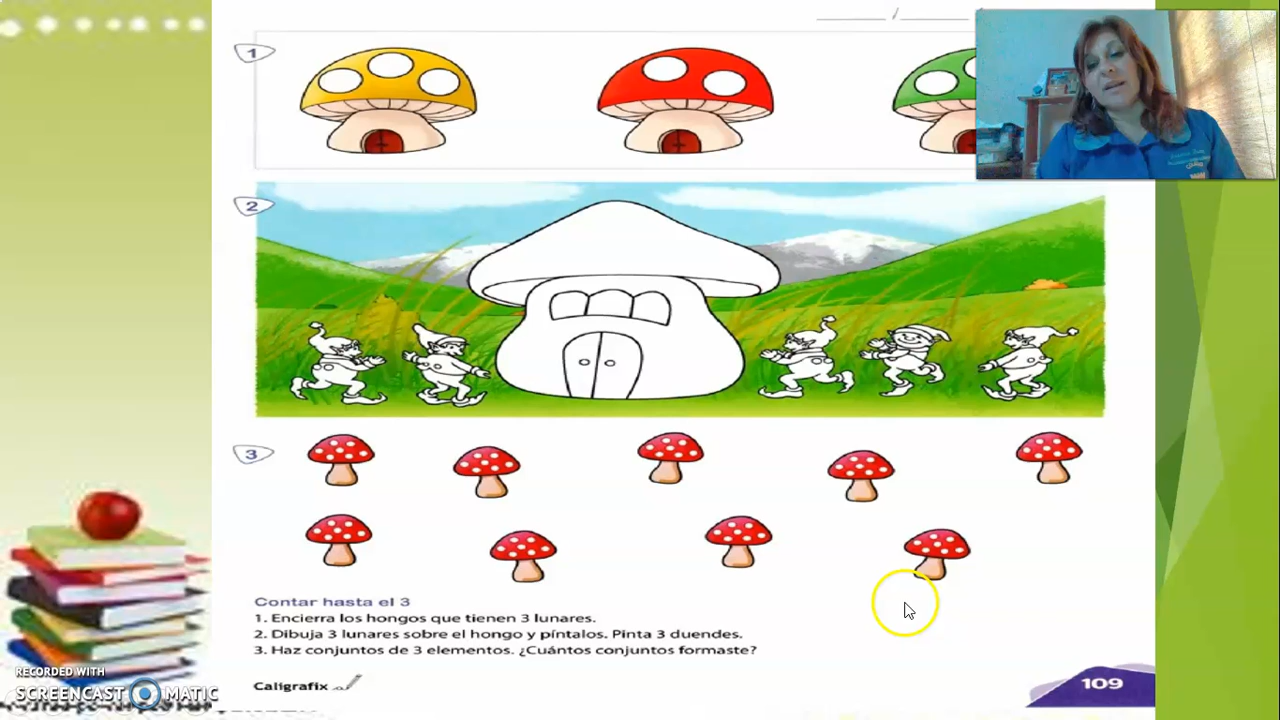 1
2
3
Contar hasta el 3
1. Encierra los hongos que tienen 3 lunares.
2. Dibuja 3 lunares sobre el hongo y píntalos. Pinta 3 duendes.
3. Haz conjuntos de 3 elementos. ¿Cuántos conjuntos formaste?
Caligrafix
109
RECORDED WITH
SCREENCAST MATIC